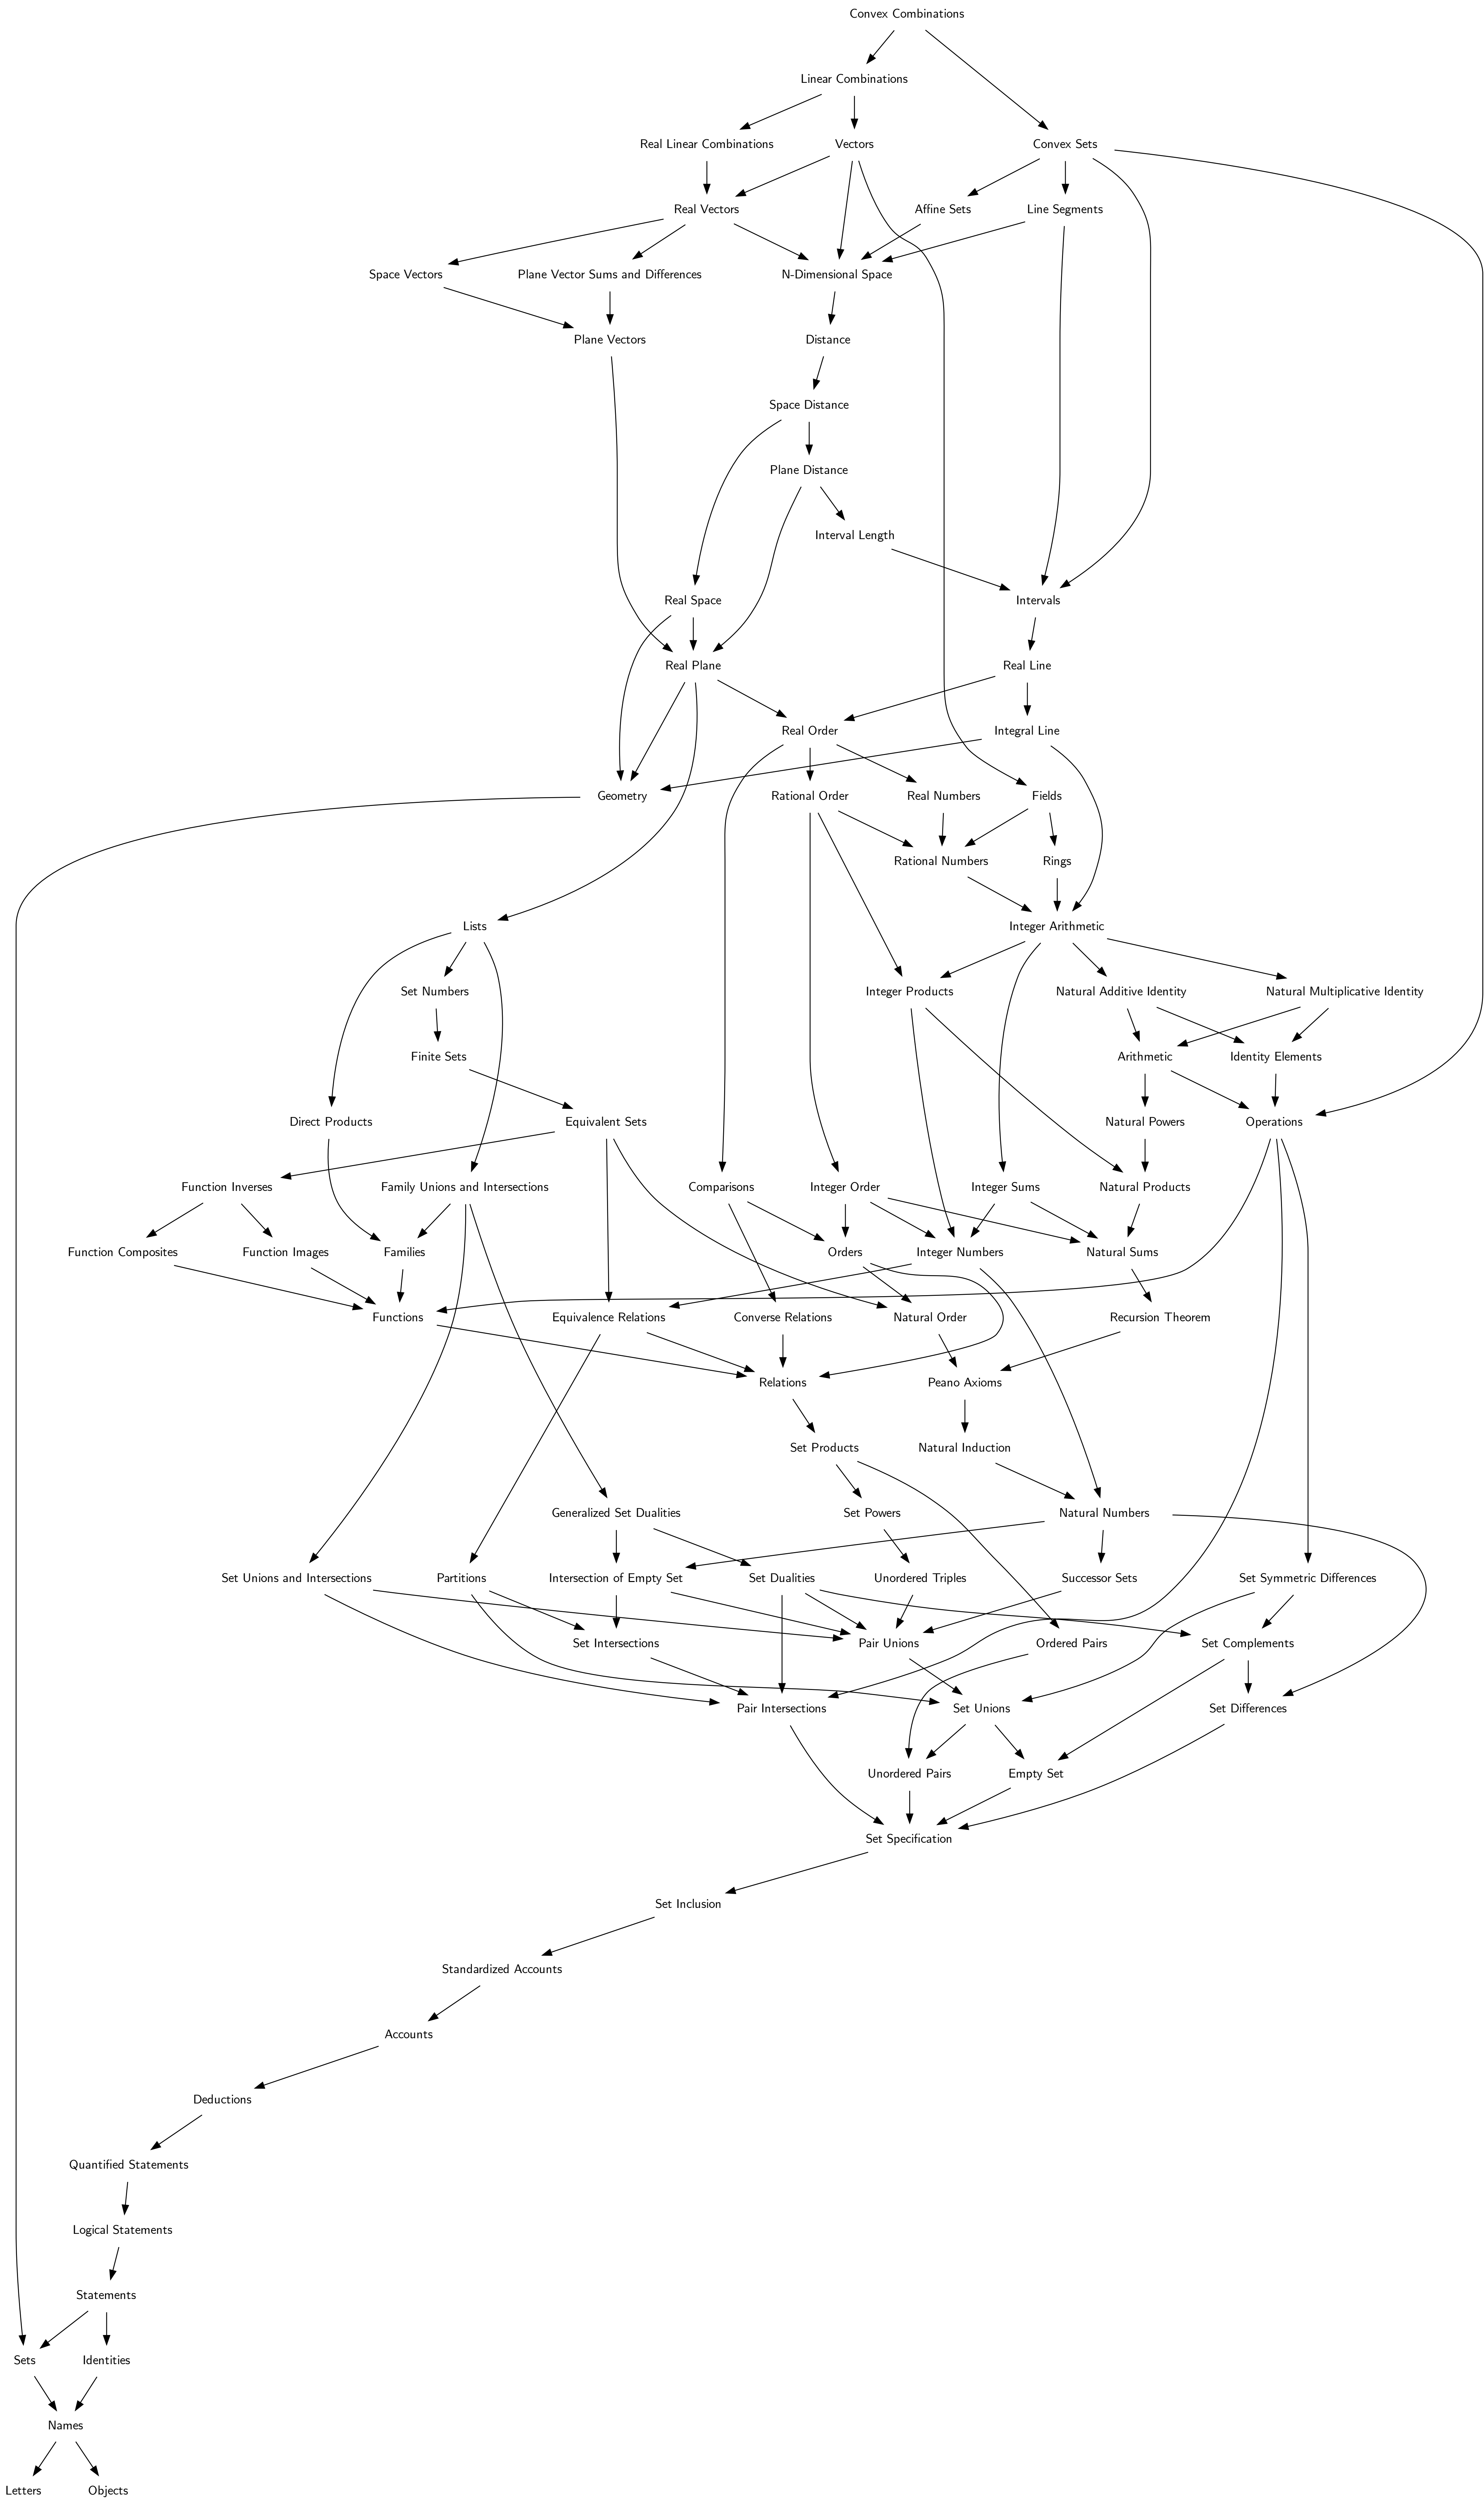 Convex Combinations
Linear Combinations
Real Linear Combinations
Vectors
Convex Sets
Real Vectors
Affine Sets
Line Segments
Space Vectors
Plane Vector Sums and Differences
N-Dimensional Space
Plane Vectors
Distance
Space Distance
Plane Distance
Interval Length
Real Space
Intervals
Real Plane
Real Line
Real Order
Integral Line
Geometry
Rational Order
Real Numbers
Fields
Rational Numbers
Rings
Lists
Integer Arithmetic
Set Numbers
Integer Products
Natural Additive Identity
Natural Multiplicative Identity
Finite Sets
Arithmetic
Identity Elements
Direct Products
Equivalent Sets
Natural Powers
Operations
Function Inverses
Family Unions and Intersections
Comparisons
Integer Order
Integer Sums
Natural Products
Function Composites
Function Images
Families
Orders
Integer Numbers
Natural Sums
Functions
Equivalence Relations
Converse Relations
Natural Order
Recursion Theorem
Relations
Peano Axioms
Set Products
Natural Induction
Generalized Set Dualities
Set Powers
Natural Numbers
Set Unions and Intersections
Partitions
Intersection of Empty Set
Set Dualities
Unordered Triples
Successor Sets
Set Symmetric Differences
Set Intersections
Pair Unions
Ordered Pairs
Set Complements
Pair Intersections
Set Unions
Set Differences
Unordered Pairs
Empty Set
Set Specification
Set Inclusion
Standardized Accounts
Accounts
Deductions
Quantified Statements
Logical Statements
Statements
Sets
Identities
Names
Letters
Objects